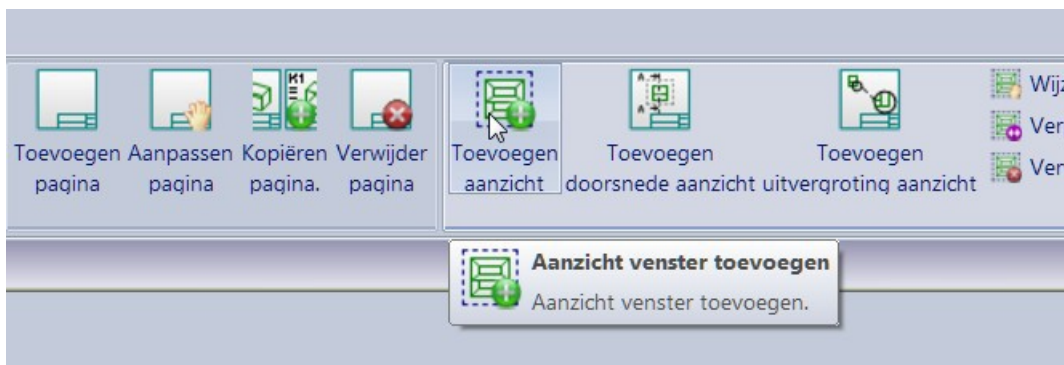 Toevoegen pagina
Aanpassen pagina
Kopiëren pagina.
Verwijder pagina
Toevoegen aanzicht
Toevoegen doorsnede aanzicht
Toevoegen uitvergroting aanzicht
K1
A
A
Aanzicht venster toevoegen
Aanzicht venster toevoegen.